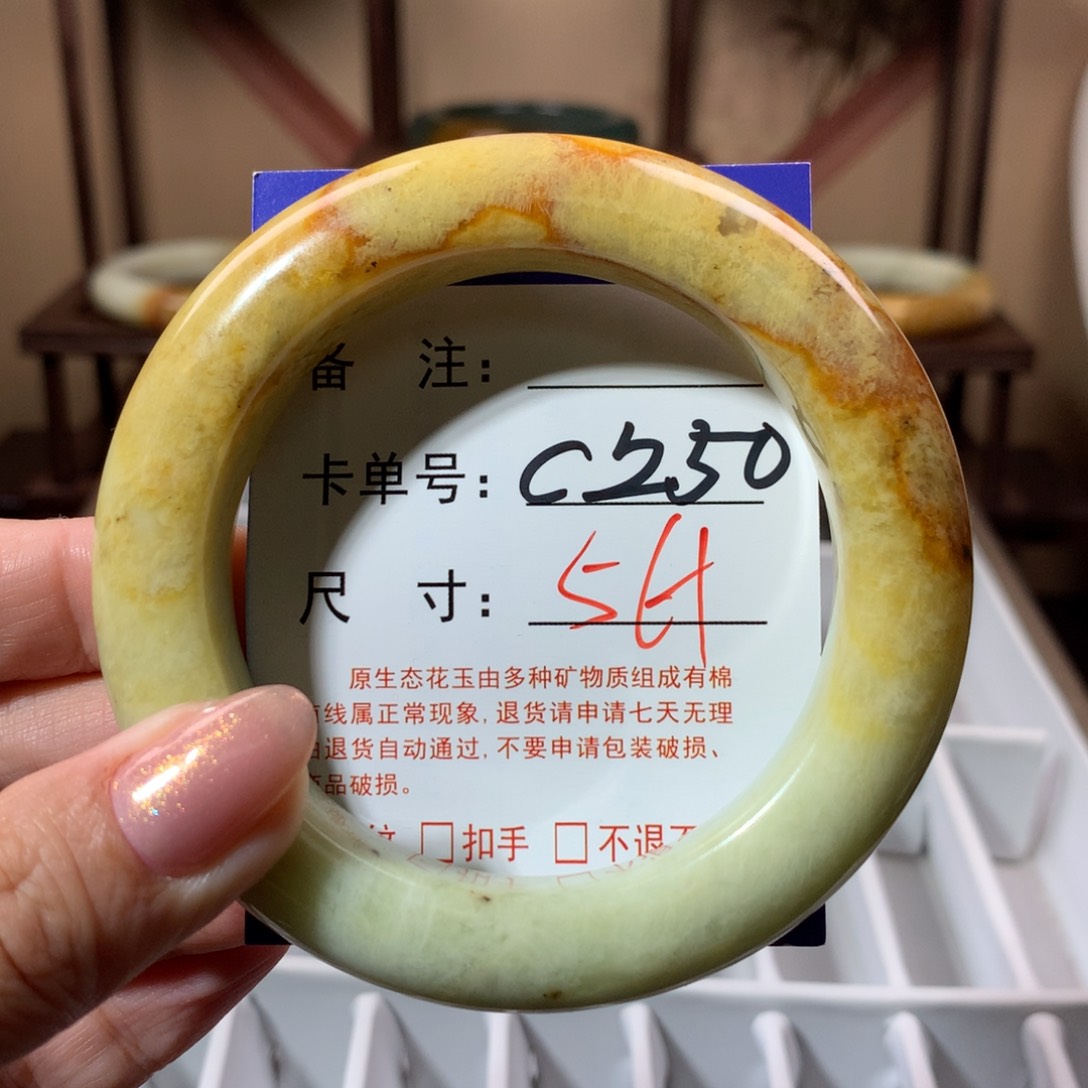 备 注：
卡单号：C250
尺 寸：54
原生态花玉由多种矿物质组成有棉
线属正常现象，退货请申请七天无理
退货自动通过，不要申请包装破损、
品破损。
□扣手 □不退